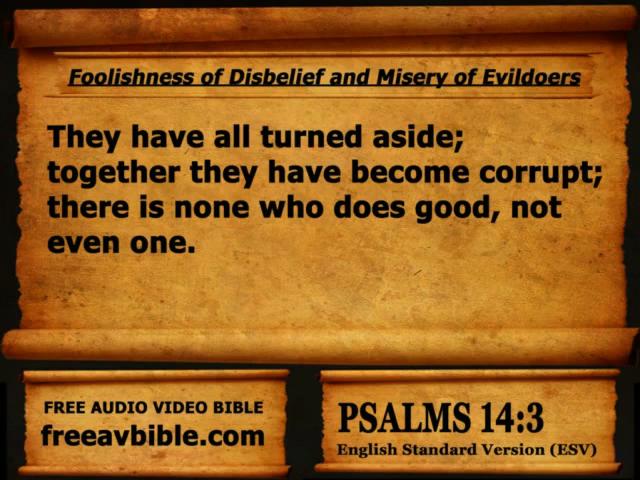 Foolishness of Disbelief and Misery of Evildoers
They have all turned aside;
together they have become corrupt;
there is none who does good, not
even one.
FREE AUDIO VIDEO BIBLE
freeavbible.com
PSALMS 14:3
English Standard Version (ESV)